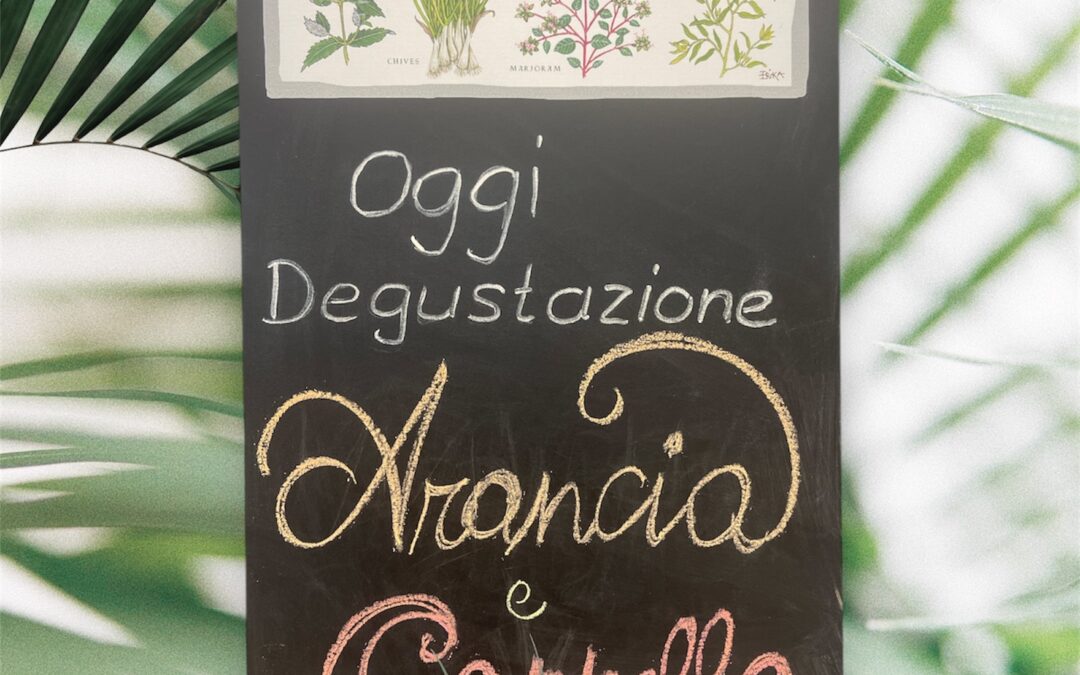 CHIVES
MARJORAM
Oggi
Degustazione
Arancia
e